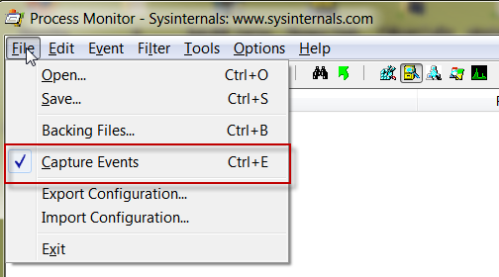 Process Monitor - Sysinternals: www.sysinternals.com
File Edit Event Filter Tools Options Help
Open... Ctrl+O
Save... Ctrl+S
Backing Files... Ctrl+B
Capture Events Ctrl+E
Export Configuration...
Import Configuration...
Exit